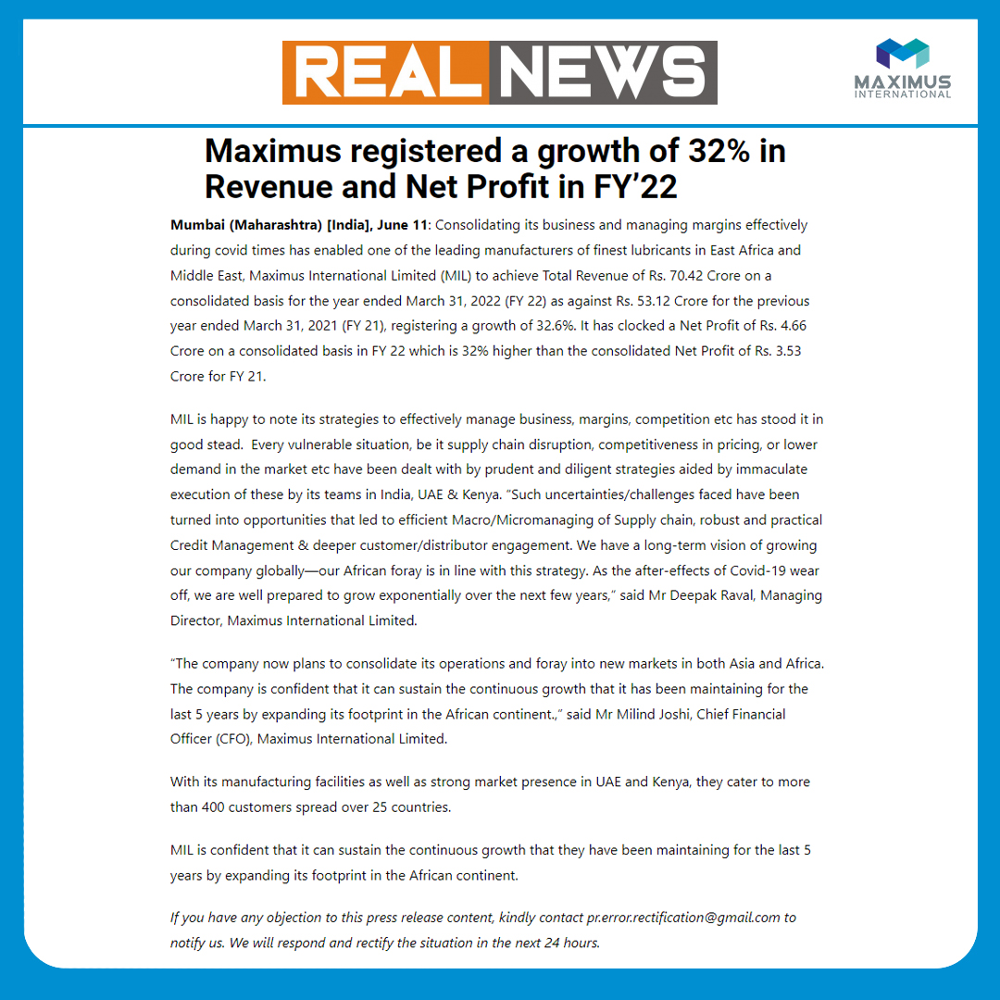 REAL NEWS
MAXIMUS
INTERNATIONAL
Maximus registered a growth of 32% in
Revenue and Net Profit in FY’22
Mumbai (Maharashtra) [India], June 11: Consolidating its business and managing margins effectively
during covid times has enabled one of the leading manufacturers of finest lubricants in East Africa and
Middle East, Maximus International Limited (MIL) to achieve Total Revenue of Rs. 70.42 Crore on a
consolidated basis for the year ended March 31, 2022 (FY 22) as against Rs. 53.12 Crore for the previous
year ended March 31, 2021 (FY 21), registering a growth of 32.6%. It has clocked a Net Profit of Rs. 4.66
Crore on a consolidated basis in FY 22 which is 32% higher than the consolidated Net Profit of Rs. 3.53
Crore for FY 21.
MIL is happy to note its strategies to effectively manage business, margins, competition etc has stood it in
good stead.  Every vulnerable situation, be it supply chain disruption, competitiveness in pricing, or lower
demand in the market etc have been dealt with by prudent and diligent strategies aided by immaculate
execution of these by its teams in India, UAE & Kenya. “Such uncertainties/challenges faced have been
turned into opportunities that led to efficient Macro/Micromanaging of Supply chain, robust and practical
Credit Management & deeper customer/distributor engagement. We have a long-term vision of growing
our company globally—our African foray is in line with this strategy. As the after-effects of Covid-19 wear
off, we are well prepared to grow exponentially over the next few years,” said Mr Deepak Raval, Managing
Director, Maximus International Limited.
“The company now plans to consolidate its operations and foray into new markets in both Asia and Africa.
The company is confident that it can sustain the continuous growth that it has been maintaining for the
last 5 years by expanding its footprint in the African continent.,” said Mr Milind Joshi, Chief Financial
Officer (CFO), Maximus International Limited.
With its manufacturing facilities as well as strong market presence in UAE and Kenya, they cater to more
than 400 customers spread over 25 countries.
MIL is confident that it can sustain the continuous growth that they have been maintaining for the last 5
years by expanding its footprint in the African continent.
If you have any objection to this press release content, kindly contact pr.error.rectification@gmail.com to
notify us. We will respond and rectify the situation in the next 24 hours.